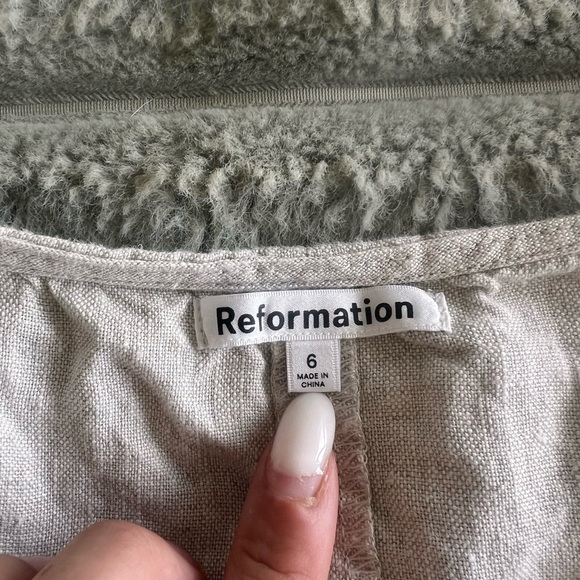 Reformation
6
MADE IN
CHINA